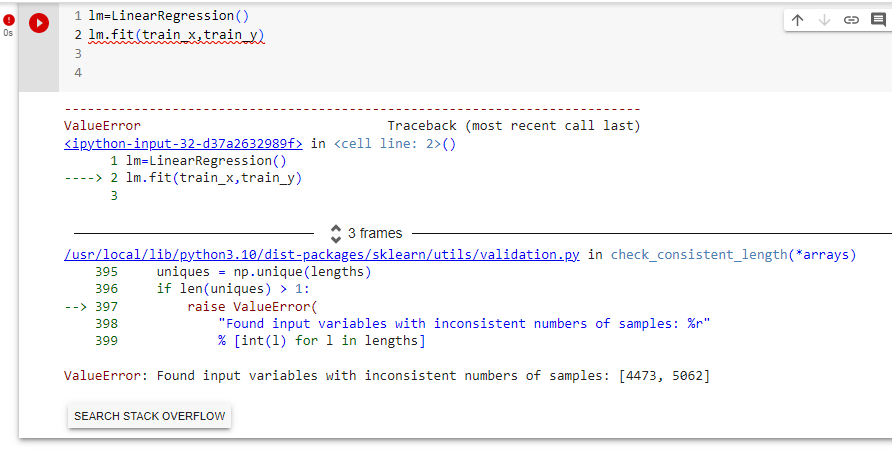 1 lm=LinearRegression()
0s
2 lm.fit(train_x,train_y)
3
4
---------------------------------------------------------------------------
ValueError Traceback (most recent call last)
<ipython-input-32-d37a2632989f> in <cell line: 2>()
1 lm=LinearRegression()
----> 2 lm.fit(train_x,train_y)
3
3 frames
/usr/local/lib/python3.10/dist-packages/sklearn/utils/validation.py in check_consistent_length(*arrays)
395 uniques = np.unique(lengths)
396 if len(uniques) > 1:
--> 397 raise ValueError(
398 "Found input variables with inconsistent numbers of samples: %r"
399 % [int(l) for l in lengths]
ValueError: Found input variables with inconsistent numbers of samples: [4473, 5062]
SEARCH STACK OVERFLOW